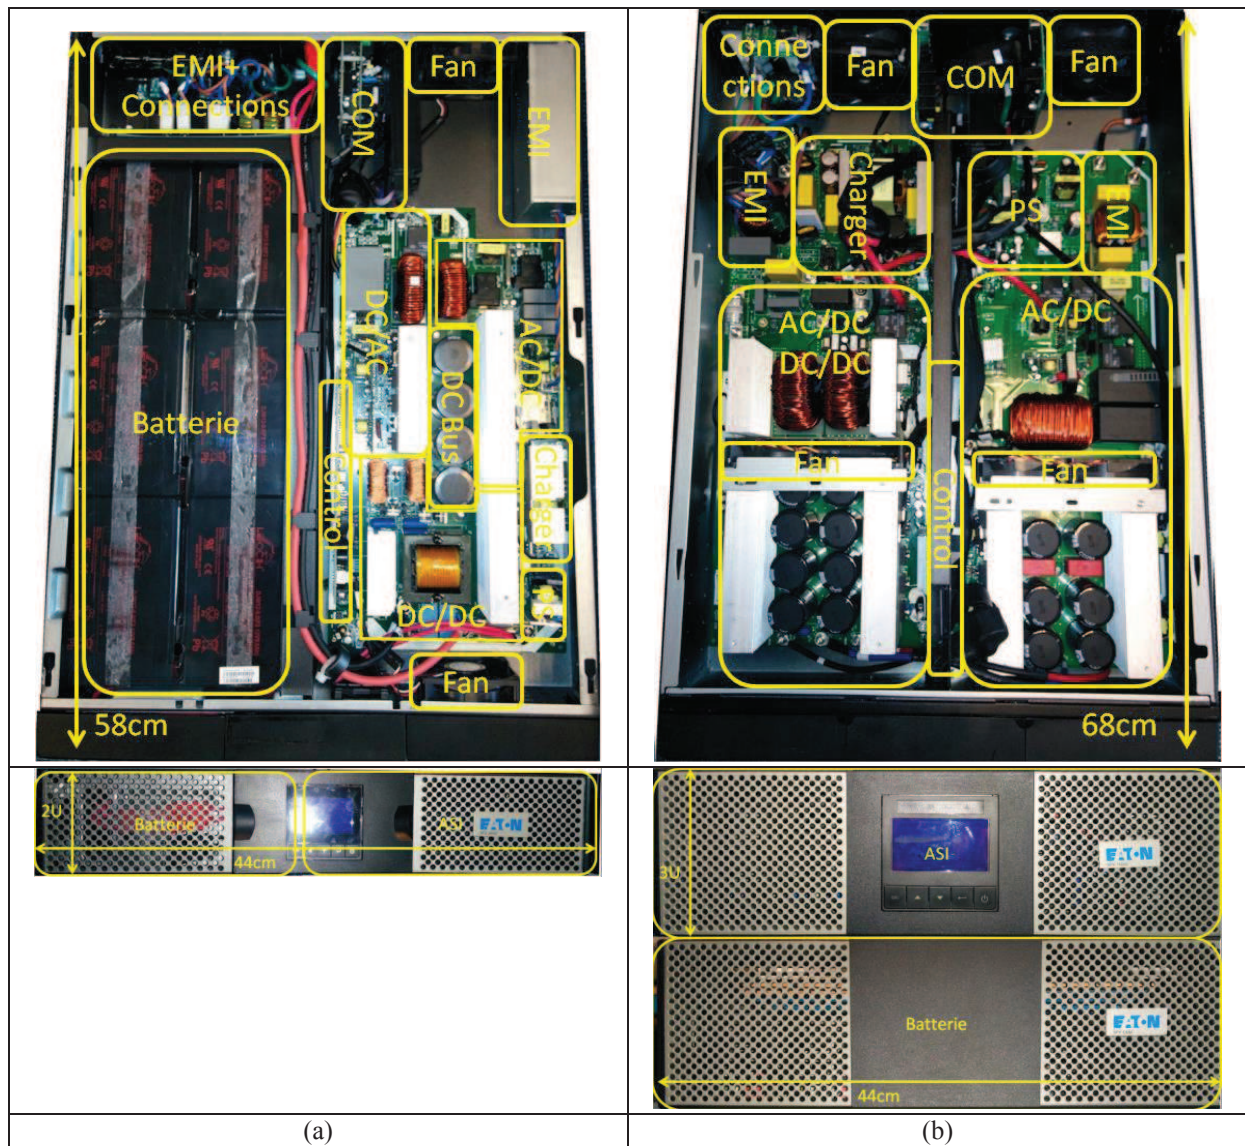 EMI+
Connections
COM
Fan
EMI
DC/AC
AC/DC
DC Bus
Batterie
Control
Charger
DC/DC
PS
Fan
58cm
Conne
ctions
Fan
COM
Fan
EMI
Charger
PS
EMI
AC/DC
DC/DC
AC/DC
Fan
Control
Fan
68cm
2U
Batterie
ASI
EATON
44cm
3U
ASI
EATON
Batterie
EATON
44cm
(a)
(b)